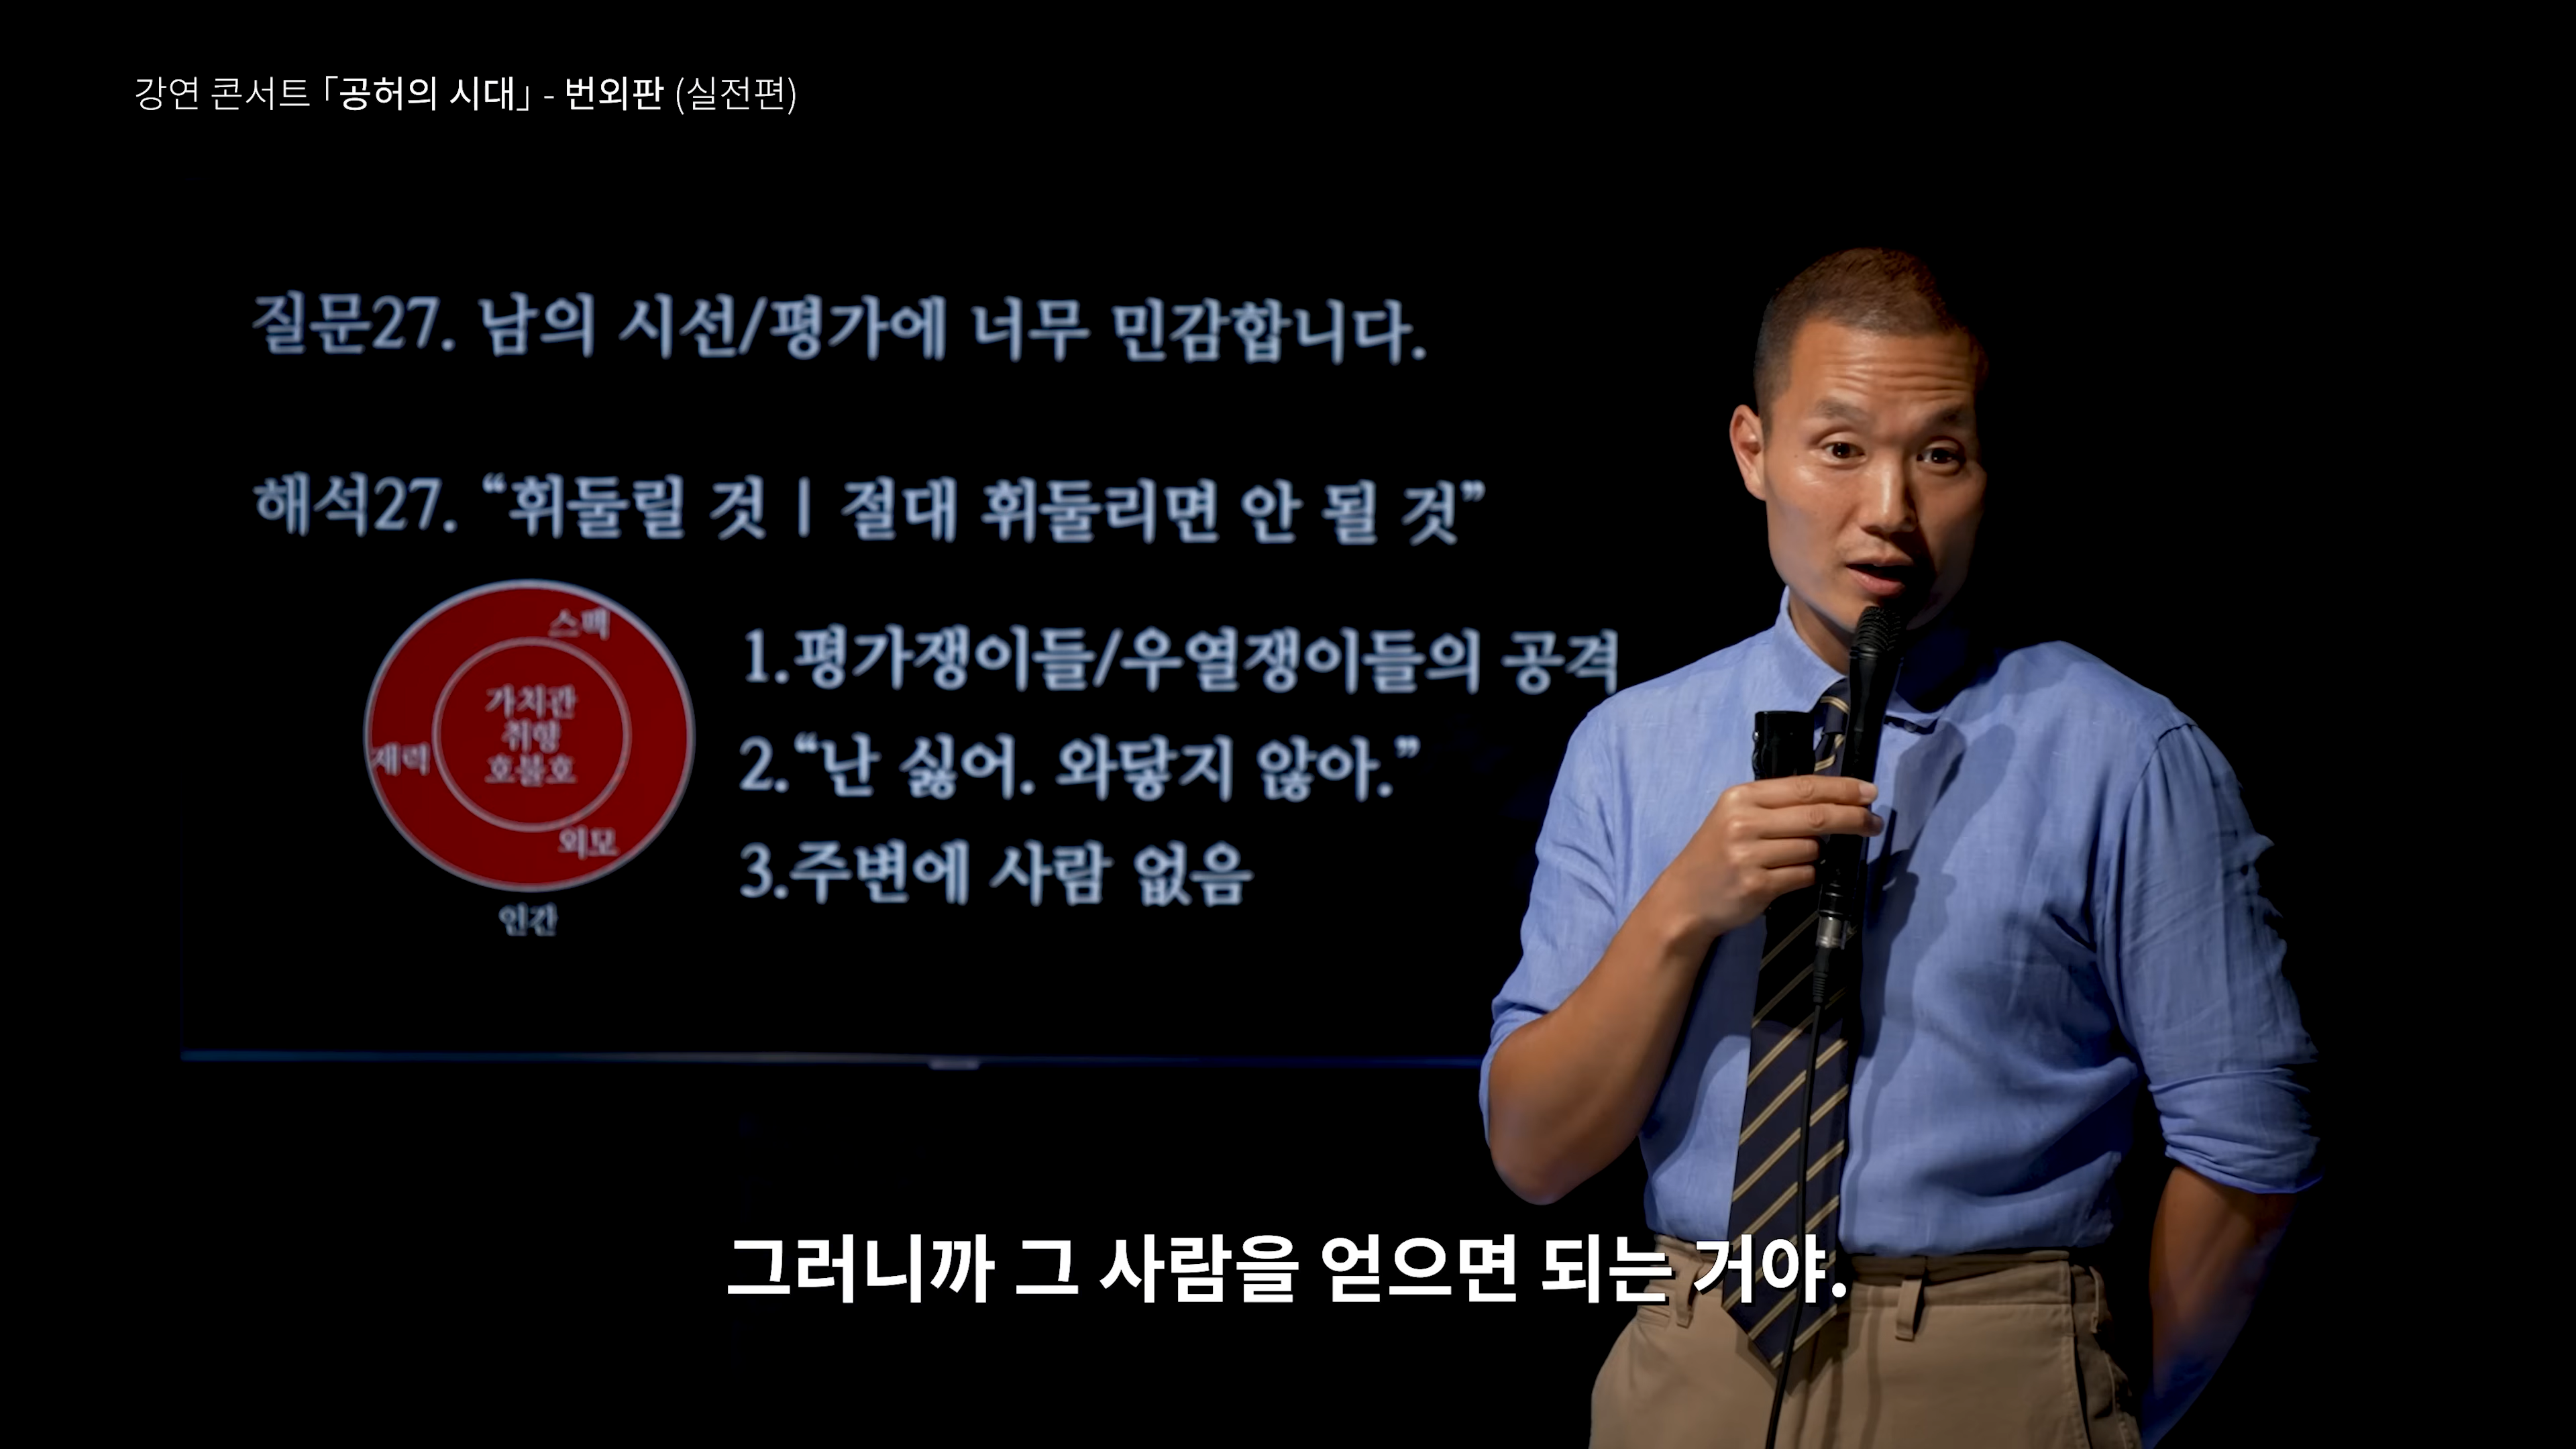 강연 콘서트 「공허의 시대」 - 번외판 (실전편)
질문27. 남의 시선/평가에 너무 민감합니다.
해석27. “휘둘릴 것 | 절대 휘둘리면 안 될 것”
스펙
가치관
취향
호불호
재력
외모
인간
1.평가쟁이들/우열쟁이들의 공격
2.“난 싫어. 와닿지 않아.”
3.주변에 사람 없음
그러니까 그 사람을 얻으면 되는 거야.